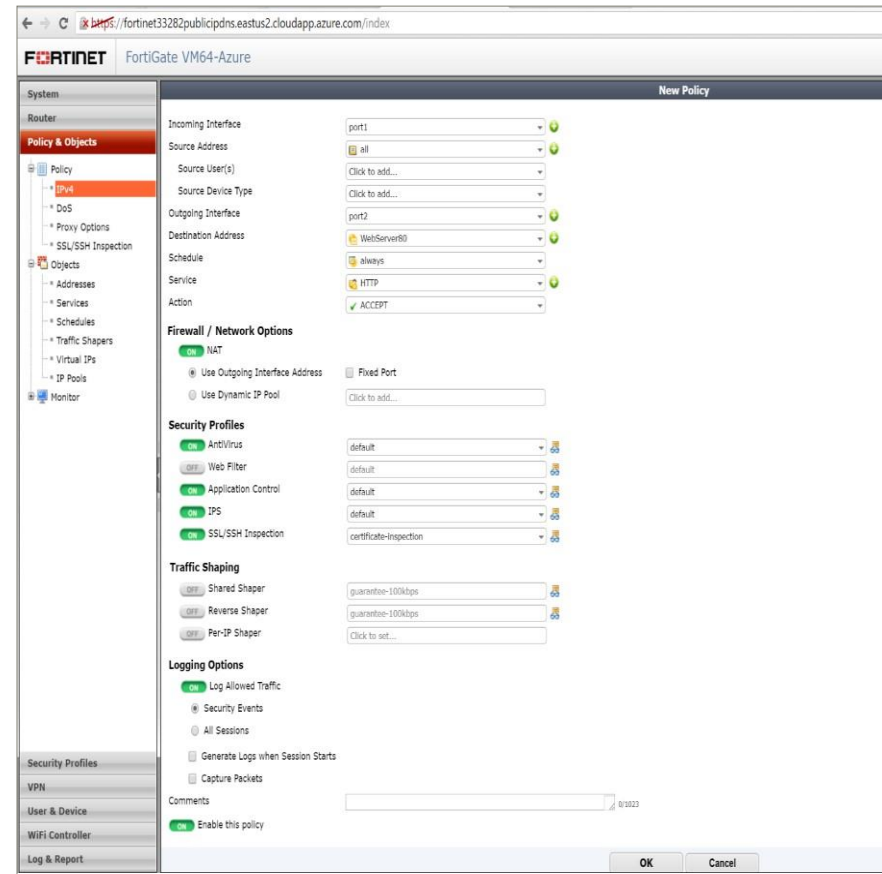 https://fortinet33282publicipdns.eastus2.cloudapp.azure.com/index
FORTINET FortiGate VM64-Azure
System
Router
Policy & Objects
Policy
IPv4
DoS
Proxy Options
SSL/SSH Inspection
Objects
Addresses
Services
Schedules
Traffic Shapers
Virtual IPs
IP Pools
Monitor
Security Profiles
VPN
User & Device
WiFi Controller
Log & Report
New Policy
Incoming Interface port1
Source Address all
Source User(s) Click to add...
Source Device Type Click to add...
Outgoing Interface port2
Destination Address WebServer80
Schedule always
Service HTTP
Action ACCEPT
Firewall / Network Options
ON NAT
Use Outgoing Interface Address Fixed Port
Use Dynamic IP Pool Click to add...
Security Profiles
ON AntiVirus default
OFF Web Filter default
ON Application Control default
ON IPS default
ON SSL/SSH Inspection certificate-inspection
Traffic Shaping
OFF Shared Shaper guarantee-100kbps
OFF Reverse Shaper guarantee-100kbps
OFF Per-IP Shaper Click to set...
Logging Options
ON Log Allowed Traffic
Security Events
All Sessions
Generate Logs when Session Starts
Capture Packets
Comments 0/1023
ON Enable this policy
OK Cancel